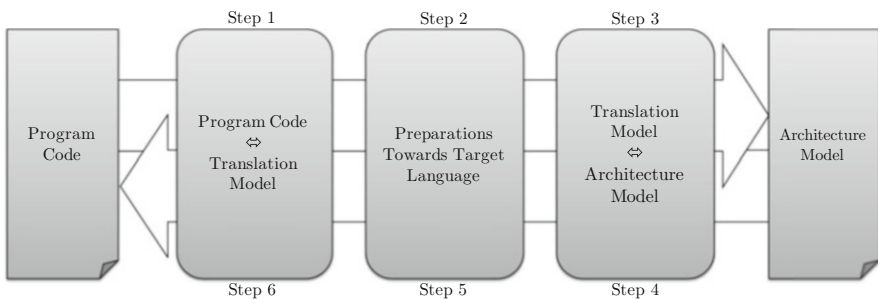 Step 1
Step 2
Step 3
Program
Code
Program Code
⇔
Translation
Model
Preparations
Towards Target
Language
Translation
Model
⇔
Architecture
Model
Architecture
Model
Step 6
Step 5
Step 4